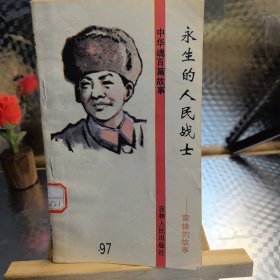 永生的人民战士
——雷锋的故事
中华魂百篇故事
吉林人民出版社
97